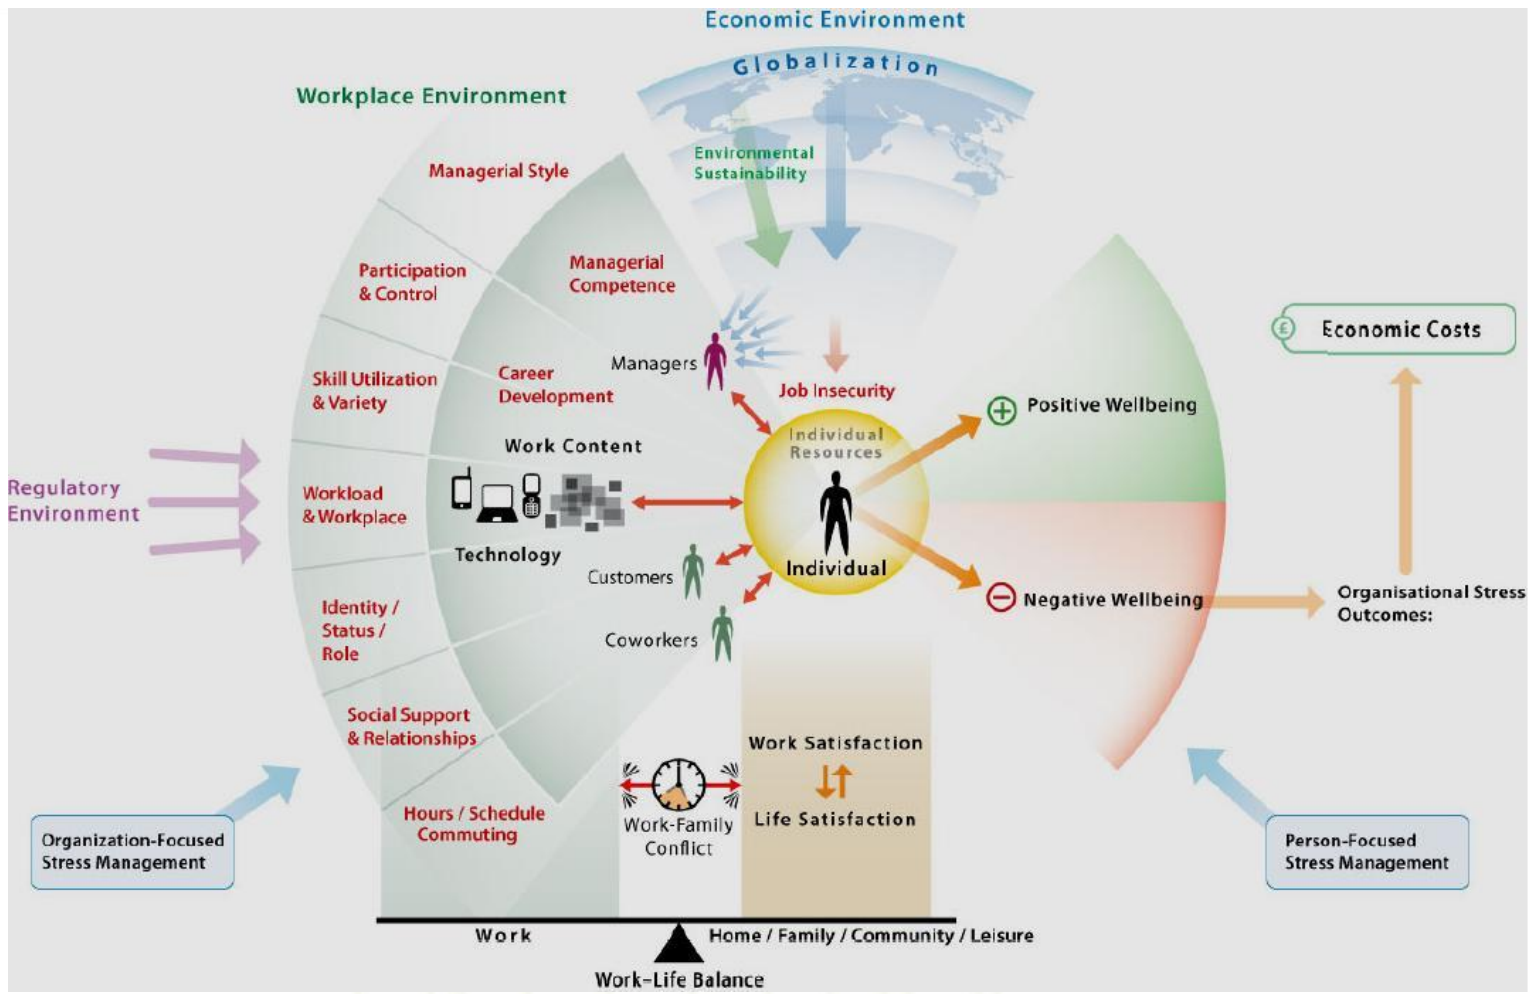 Economic Environment
Globalization
Workplace Environment
Environmental
Sustainability
Managerial Style
Managerial
Competence
Participation
& Control
Managers
Job Insecurity
Skill Utilization
& Variety
Career
Development
Individual
Resources
Work Content
Regulatory
Environment
Workload
& Workplace
Technology
Individual
Customers
Coworkers
Identity /
Status /
Role
Social Support
& Relationships
Hours / Schedule
Commuting
£ Economic Costs
Positive Wellbeing
Negative Wellbeing
Organisational Stress
Outcomes:
Work Satisfaction
Life Satisfaction
Work-Family
Conflict
Organization-Focused
Stress Management
Person-Focused
Stress Management
Work
Home / Family / Community / Leisure
Work-Life Balance